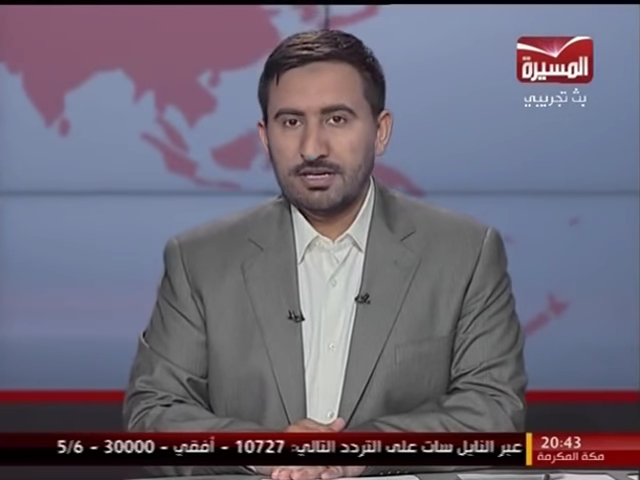 المسيرة
بث تجريبي
عبر النايل سات على التردد التالي: 10727 - أفقي - 30000 - 5/6
20:43
مكة المكرمة